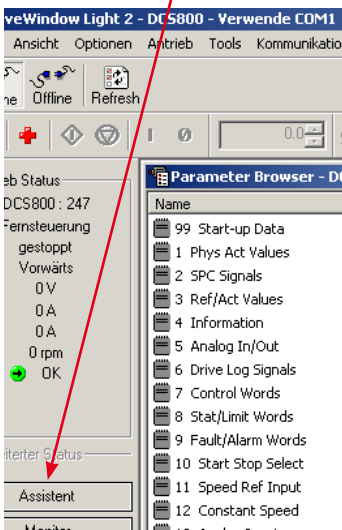 veWindow Light 2 - DCS800 - Verwende COM1
Ansicht Optionen Antrieb Tools Kommunikatio
ne Offline Refresh
I 0 0.0
eb Status
DCS800 : 247
Fernsteuerung
gestoppt
Vorwärts
0 V
0 A
0 A
0 rpm
OK
iterter Status
Assistent
Monitor
Parameter Browser - D
Name
99 Start-up Data
1 Phys Act Values
2 SPC Signals
3 Ref/Act Values
4 Information
5 Analog In/Out
6 Drive Log Signals
7 Control Words
8 Stat/Limit Words
9 Fault/Alarm Words
10 Start Stop Select
11 Speed Ref Input
12 Constant Speed